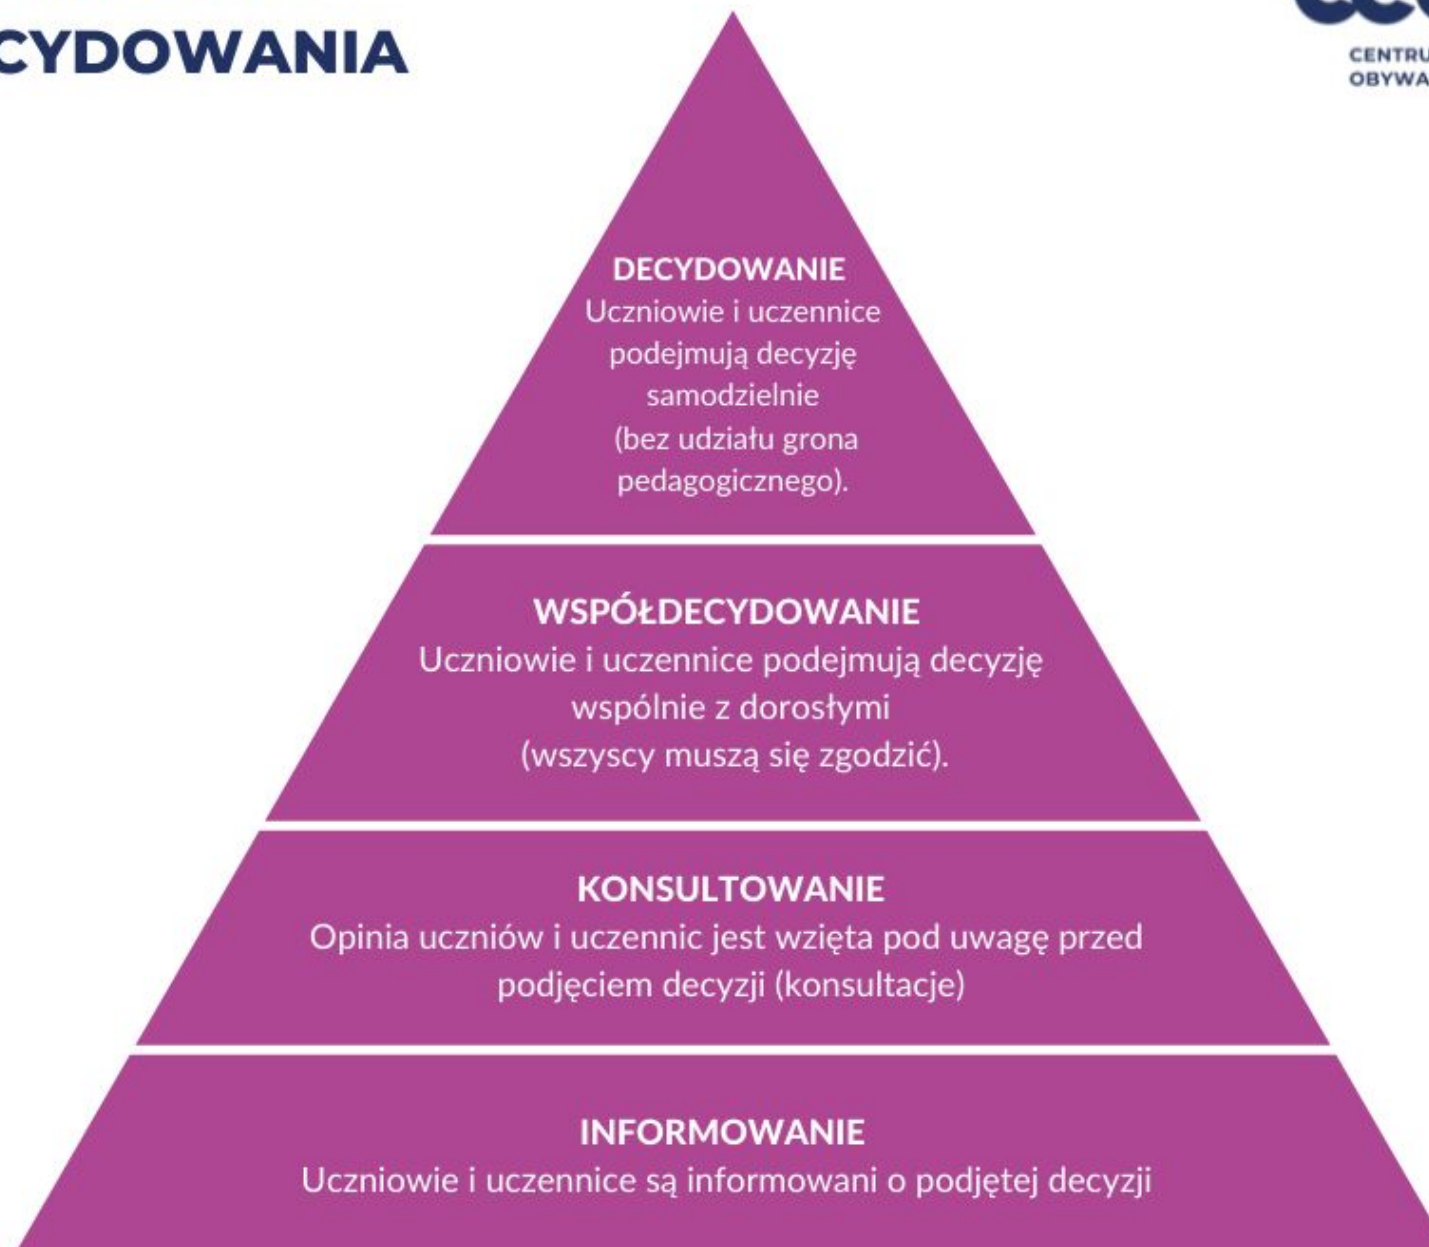 CYDOWANIA
CENTRU
OBYWA
DECYDOWANIE
Uczniowie i uczennice
podejmują decyzję
samodzielnie
(bez udziału grona
pedagogicznego).
WSPÓŁDECYDOWANIE
Uczniowie i uczennice podejmują decyzję
wspólnie z dorosłymi
(wszyscy muszą się zgodzić).
KONSULTOWANIE
Opinia uczniów i uczennic jest wzięta pod uwagę przed
podjęciem decyzji (konsultacje)
INFORMOWANIE
Uczniowie i uczennice są informowani o podjętej decyzji